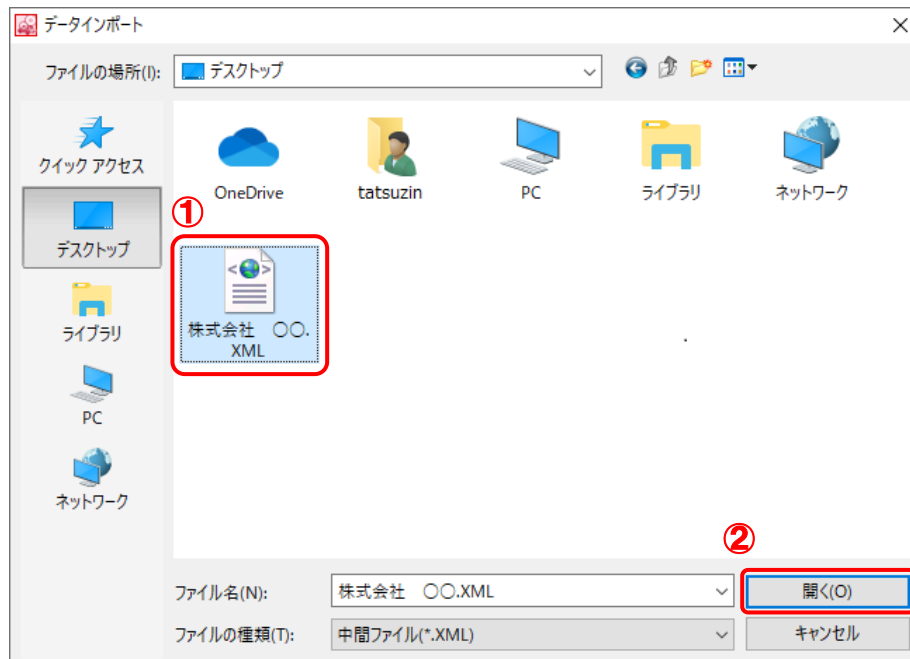 データインポート
ファイルの場所(I):
デスクトップ
クイック アクセス
デスクトップ
ライブラリ
PC
ネットワーク
OneDrive
tatsuzin
PC
ライブラリ
ネットワーク
①
株式会社　〇〇.
XML
②
ファイル名(N):
株式会社　〇〇.XML
開く(O)
ファイルの種類(T):
中間ファイル(*.XML)
キャンセル